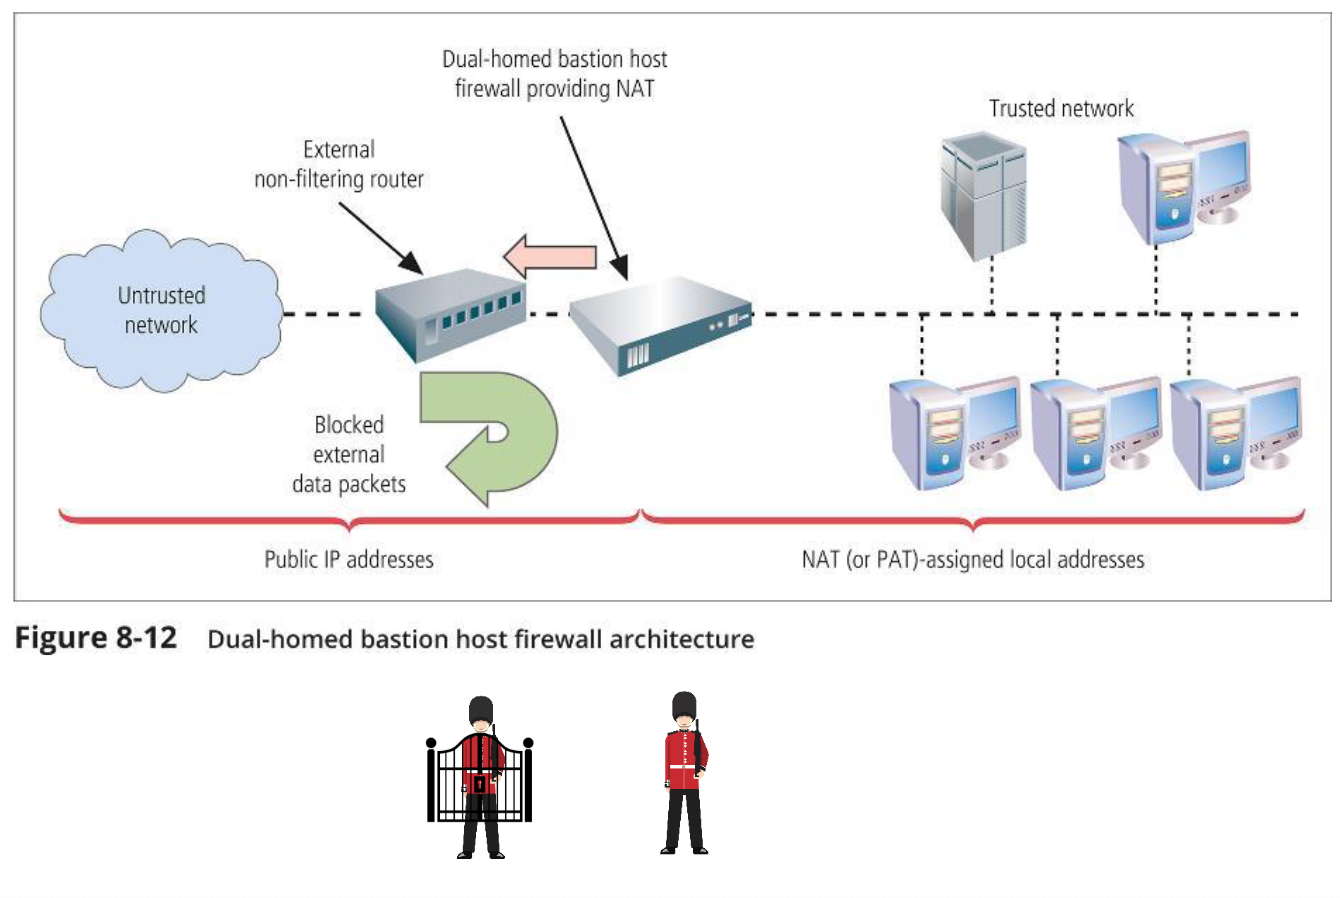 Dual-homed bastion host
firewall providing NAT
Trusted network
External
non-filtering router
Untrusted
network
Blocked
external
data packets
Public IP addresses
NAT (or PAT)-assigned local addresses
Figure 8-12 Dual-homed bastion host firewall architecture